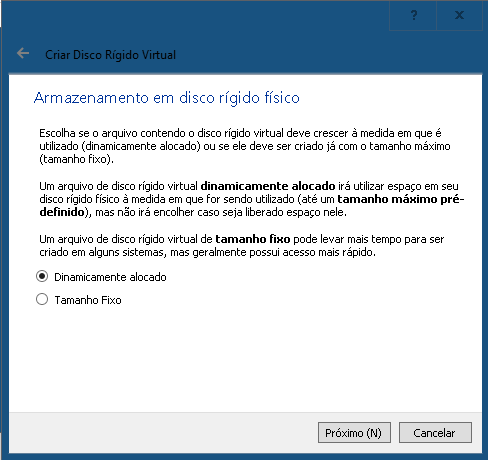 ?
Criar Disco Rígido Virtual
Armazenamento em disco rígido físico
Escolha se o arquivo contendo o disco rígido virtual deve crescer à medida em que é
utilizado (dinamicamente alocado) ou se ele deve ser criado já com o tamanho máximo
(tamanho fixo).
Um arquivo de disco rígido virtual dinamicamente alocado irá utilizar espaço em seu
disco rígido físico à medida em que for sendo utilizado (até um tamanho máximo pré-
definido), mas não irá encolher caso seja liberado espaço nele.
Um arquivo de disco rígido virtual de tamanho fixo pode levar mais tempo para ser
criado em alguns sistemas, mas geralmente possui acesso mais rápido.
Dinamicamente alocado
Tamanho Fixo
Próximo (N)
Cancelar